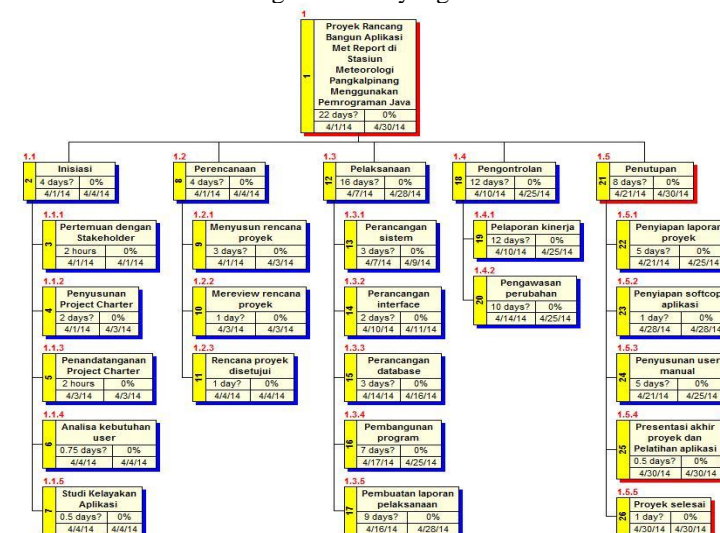 1
Proyek Rancang
Bangun Aplikasi
Met Report di
Stasiun
Meteorologi
Pangkalpinang
Menggunakan
Pemrograman Java
1
22 days? 0%
4/1/14 4/30/14
1.1
Inisiasi
2
4 days? 0%
4/1/14 4/4/14
1.1.1
Pertemuan dengan
Stakeholder
3
2 hours 0%
4/1/14 4/1/14
1.1.2
Penyusunan
Project Charter
4
2 days? 0%
4/1/14 4/3/14
1.1.3
Penandatanganan
Project Charter
5
2 hours 0%
4/3/14 4/3/14
1.1.4
Analisa kebutuhan
user
6
0.75 days? 0%
4/4/14 4/4/14
1.1.5
Studi Kelayakan
Aplikasi
7
0.5 days? 0%
4/4/14 4/4/14
1.2
Perencanaan
8
4 days? 0%
4/1/14 4/4/14
1.2.1
Menyusun rencana
proyek
9
3 days? 0%
4/1/14 4/3/14
1.2.2
Mereview rencana
proyek
10
1 day? 0%
4/3/14 4/3/14
1.2.3
Rencana proyek
disetujui
11
1 day? 0%
4/4/14 4/4/14
1.3
Pelaksanaan
12
16 days? 0%
4/7/14 4/28/14
1.3.1
Perancangan
sistem
13
3 days? 0%
4/7/14 4/9/14
1.3.2
Perancangan
interface
14
2 days? 0%
4/10/14 4/11/14
1.3.3
Perancangan
database
15
3 days? 0%
4/14/14 4/16/14
1.3.4
Pembangunan
program
16
7 days? 0%
4/17/14 4/25/14
1.3.5
Pembuatan laporan
pelaksanaan
17
9 days? 0%
4/16/14 4/28/14
1.4
Pengontrolan
18
12 days? 0%
4/10/14 4/25/14
1.4.1
Pelaporan kinerja
19
12 days? 0%
4/10/14 4/25/14
1.4.2
Pengawasan
perubahan
20
10 days? 0%
4/14/14 4/25/14
1.5
Penutupan
21
8 days? 0%
4/21/14 4/30/14
1.5.1
Penyiapan laporan
proyek
22
5 days? 0%
4/21/14 4/25/14
1.5.2
Penyiapan softcop
aplikasi
23
1 day? 0%
4/28/14 4/28/14
1.5.3
Penyusunan user
manual
24
5 days? 0%
4/21/14 4/25/14
1.5.4
Presentasi akhir
proyek dan
Pelatihan aplikasi
25
0.5 days? 0%
4/30/14 4/30/14
1.5.5
Proyek selesai
26
1 day? 0%
4/30/14 4/30/14